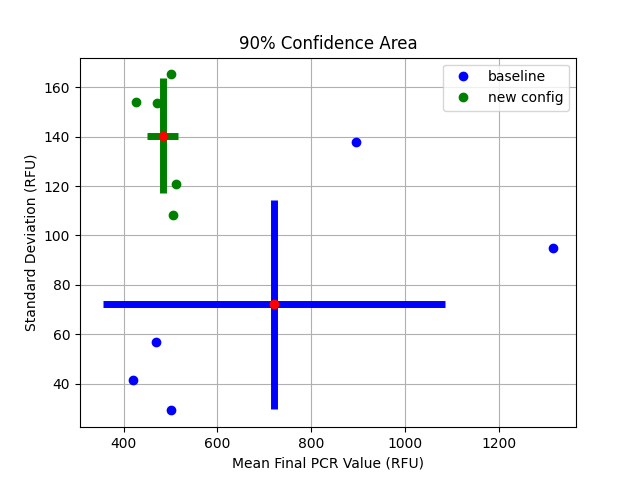 90% Confidence Area
baseline
new config
160
140
120
100
80
60
40
Standard Deviation (RFU)
400
600
800
1000
1200
Mean Final PCR Value (RFU)